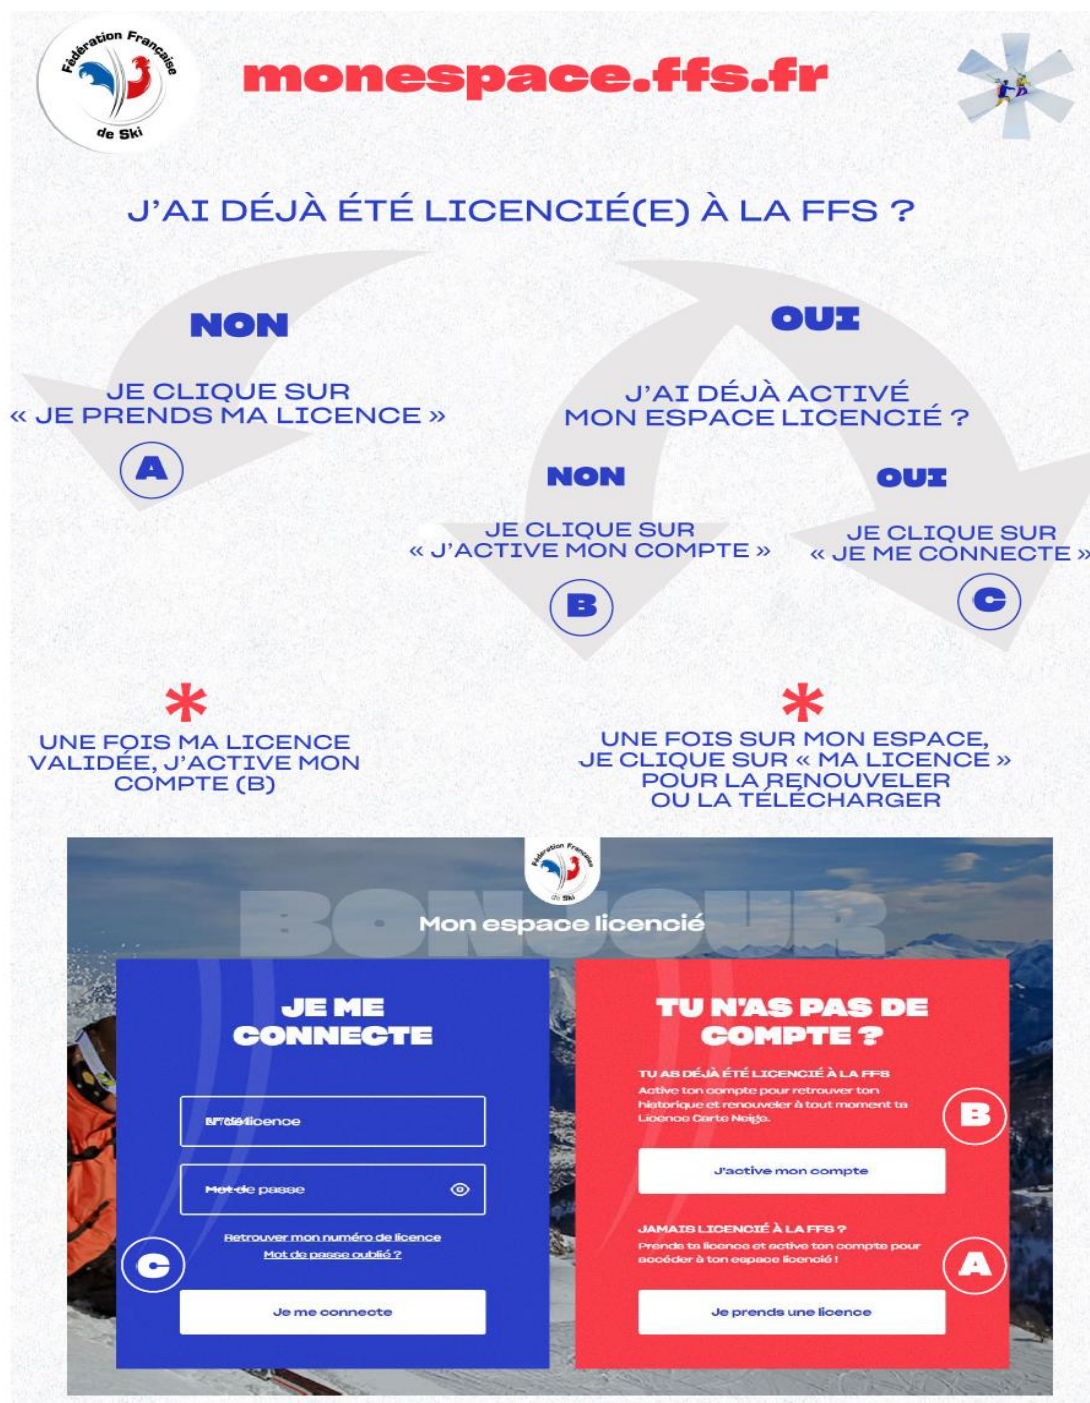 Fédération Française
de Ski
monespace.ffs.fr
J'AI DÉJÀ ÉTÉ LICENCIÉ(E) À LA FFS ?
NON
JE CLIQUE SUR
« JE PRENDS MA LICENCE »
A
OUI
J'AI DÉJÀ ACTIVÉ
MON ESPACE LICENCIÉ ?
NON
JE CLIQUE SUR
« J'ACTIVE MON COMPTE »
B
OUI
JE CLIQUE SUR
« JE ME CONNECTE »
C
*
UNE FOIS MA LICENCE
VALIDÉE, J'ACTIVE MON
COMPTE (B)
*
UNE FOIS SUR MON ESPACE,
JE CLIQUE SUR « MA LICENCE »
POUR LA RENOUVELER
OU LA TÉLÉCHARGER
Fédération Française
de Ski
BONJOUR
Mon espace licencié
JE ME
CONNECTE
licence
Mot de passe
Retrouver mon numéro de licence
Mot de passe oublié ?
C
Je me connecte
TU N'AS PAS DE
COMPTE ?
TU AS DÉJÀ ÉTÉ LICENCIÉ À LA FFS
Active ton compte pour retrouver ton
historique et renouveler à tout moment ta
Licence Carte Neige.
B
J'active mon compte
JAMAIS LICENCIÉ À LA FFS ?
Prends ta licence et active ton compte pour
accéder à ton espace licencié !
A
Je prends une licence